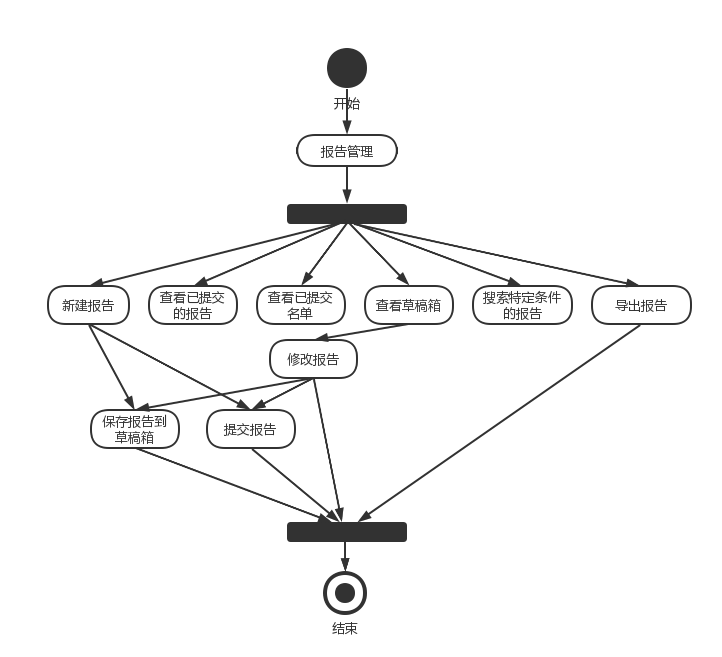 开始
报告管理
新建报告
查看已提交
的报告
查看已提交
名单
查看草稿箱
搜索特定条件
的报告
导出报告
修改报告
保存报告到
草稿箱
提交报告
结束